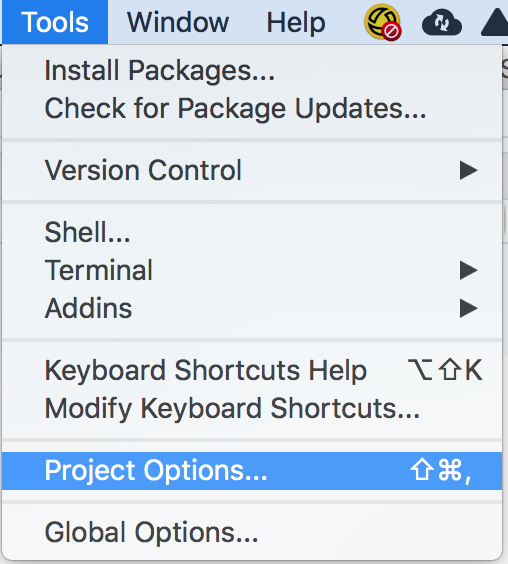 Tools Window Help
Install Packages...
Check for Package Updates...
Version Control
Shell...
Terminal
Addins
Keyboard Shortcuts Help ⌥⇧K
Modify Keyboard Shortcuts...
Project Options... ⇧⌘,
Global Options...